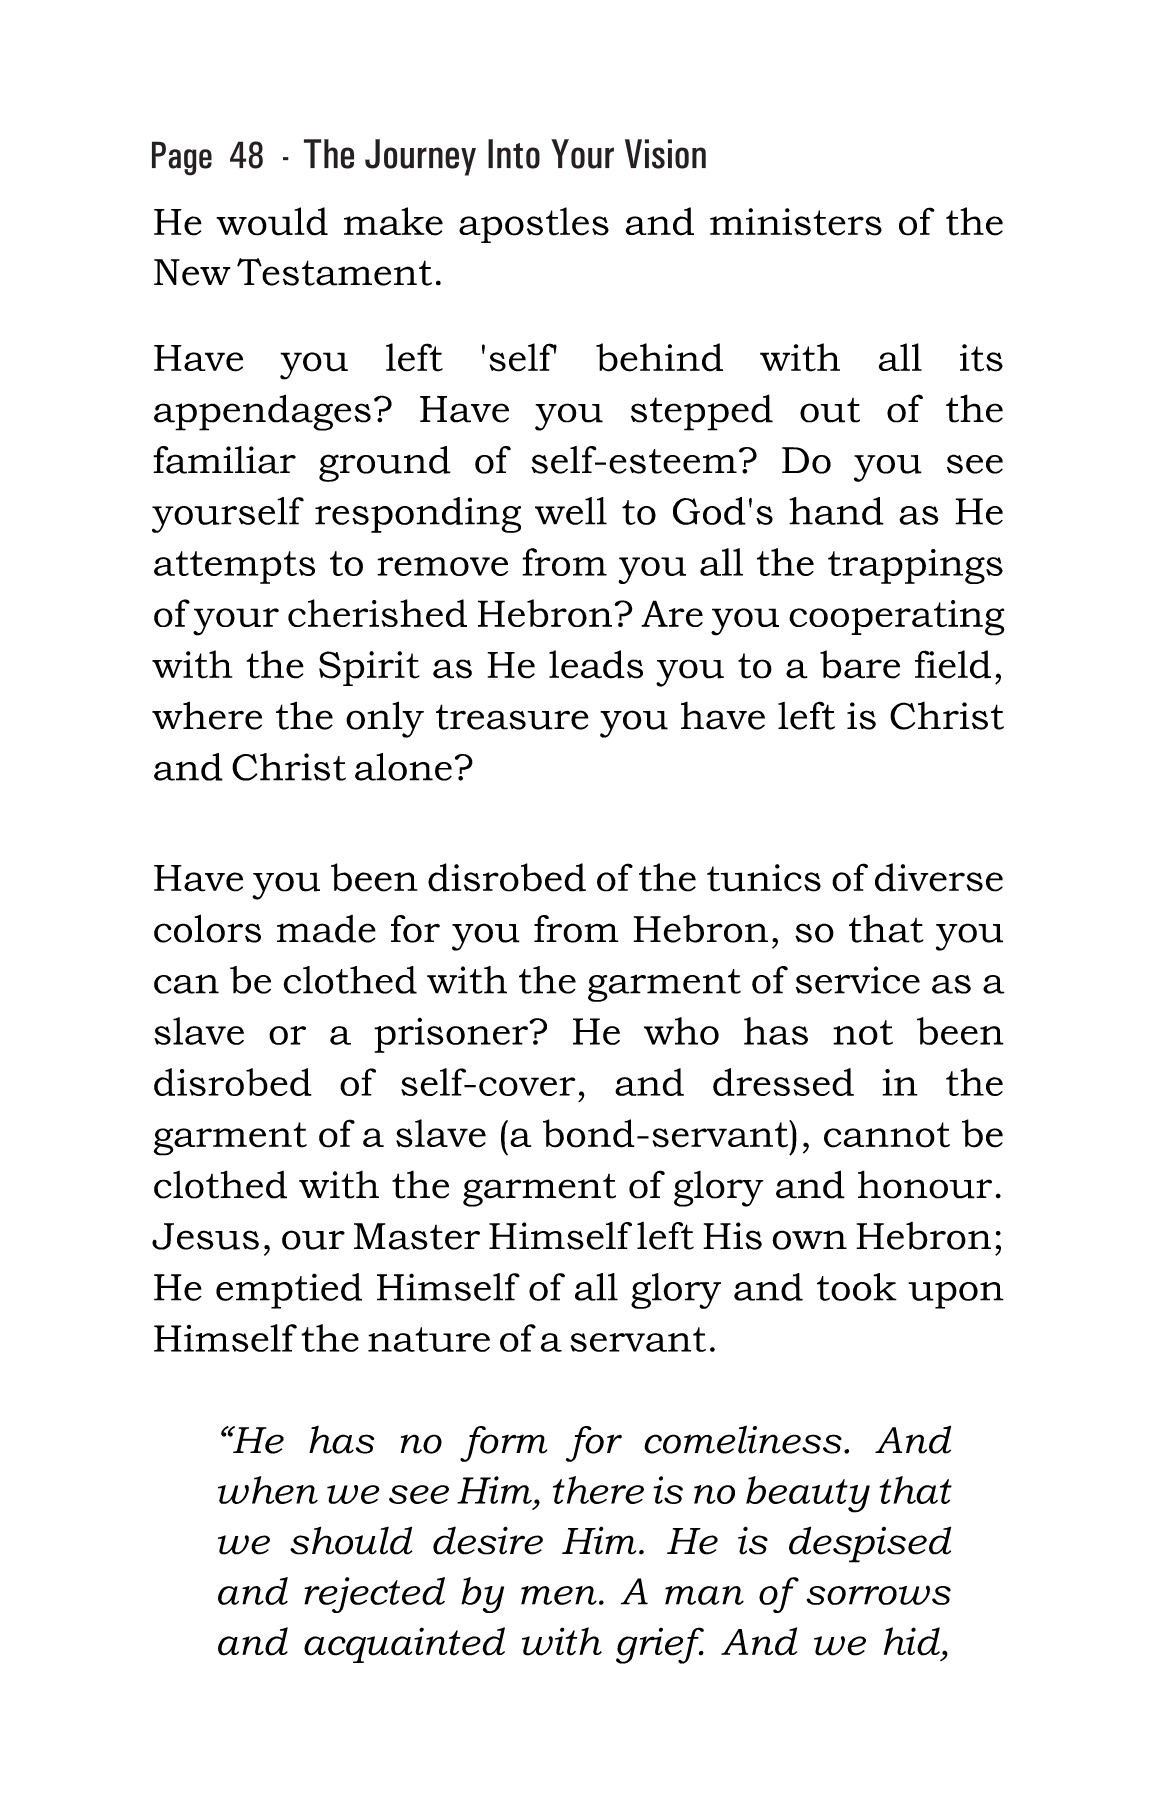 Page 48 - The Journey Into Your Vision
He would make apostles and ministers of the
New Testament.
Have you left 'self' behind with all its
appendages? Have you stepped out of the
familiar ground of self-esteem? Do you see
yourself responding well to God's hand as He
attempts to remove from you all the trappings
of your cherished Hebron? Are you cooperating
with the Spirit as He leads you to a bare field,
where the only treasure you have left is Christ
and Christ alone?
Have you been disrobed of the tunics of diverse
colors made for you from Hebron, so that you
can be clothed with the garment of service as a
slave or a prisoner? He who has not been
disrobed of self-cover, and dressed in the
garment of a slave (a bond-servant), cannot be
clothed with the garment of glory and honour.
Jesus, our Master Himself left His own Hebron;
He emptied Himself of all glory and took upon
Himself the nature of a servant.
“He has no form for comeliness. And
when we see Him, there is no beauty that
we should desire Him. He is despised
and rejected by men. A man of sorrows
and acquainted with grief. And we hid,